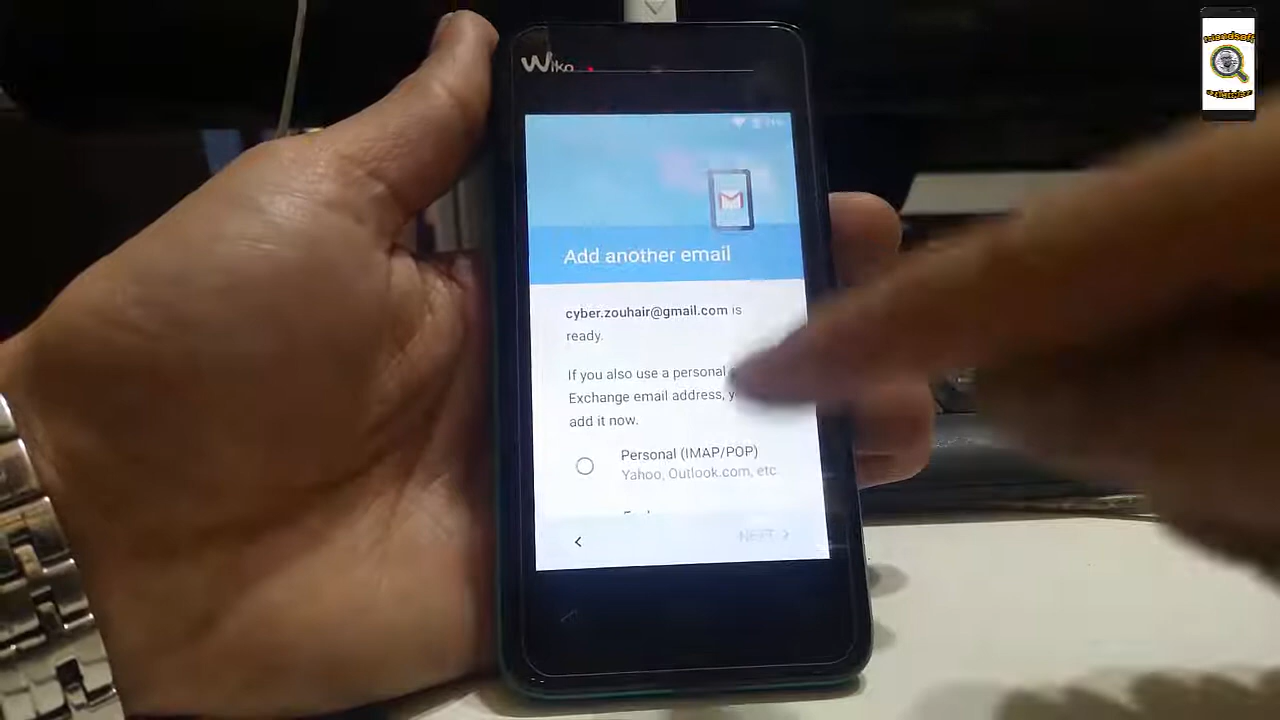 Wiko
Add another email
cyber.zouhair@gmail.com is
ready.
If you also use a personal
Exchange email address,
add it now.
Personal (IMAP/POP)
Yahoo, Outlook.com, etc
NEXT